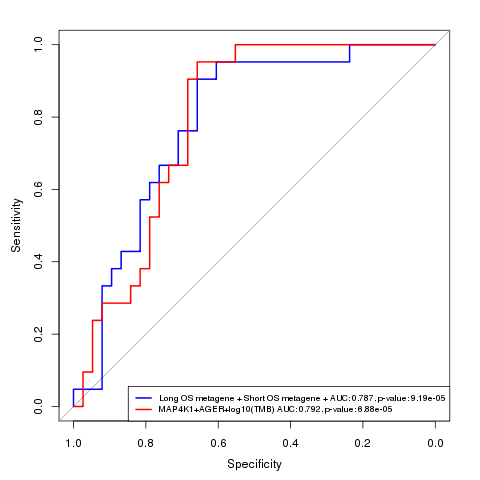 1.0
0.8
0.6
0.4
0.2
0.0
Sensitivity
Long OS metagene + Short OS metagene + AUC:0.787, p-value: 9.19e-05
MAP4K1+AGER+log10(TMB) AUC:0.792, p-value: 6.88e-05
1.0 0.8 0.6 0.4 0.2 0.0
Specificity